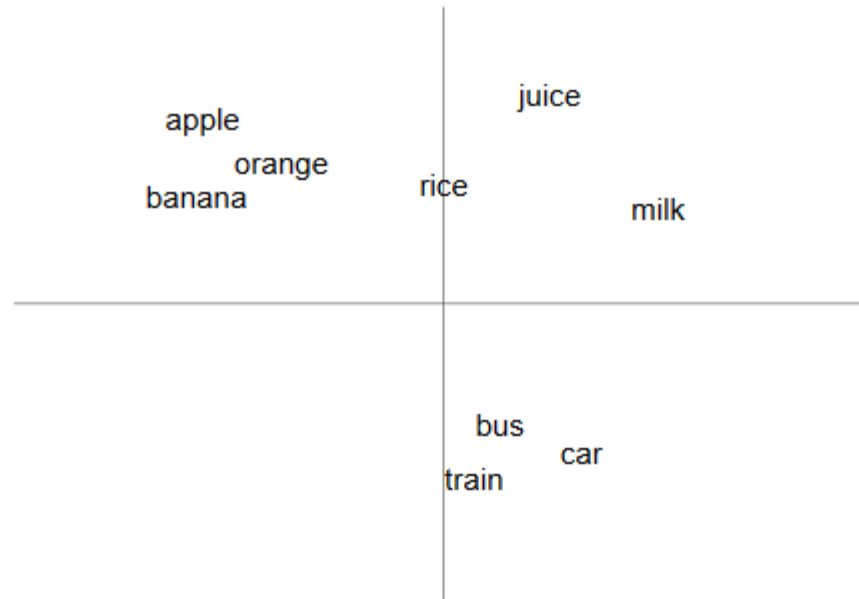 juice
apple
orange
rice
banana
milk
bus
car
train